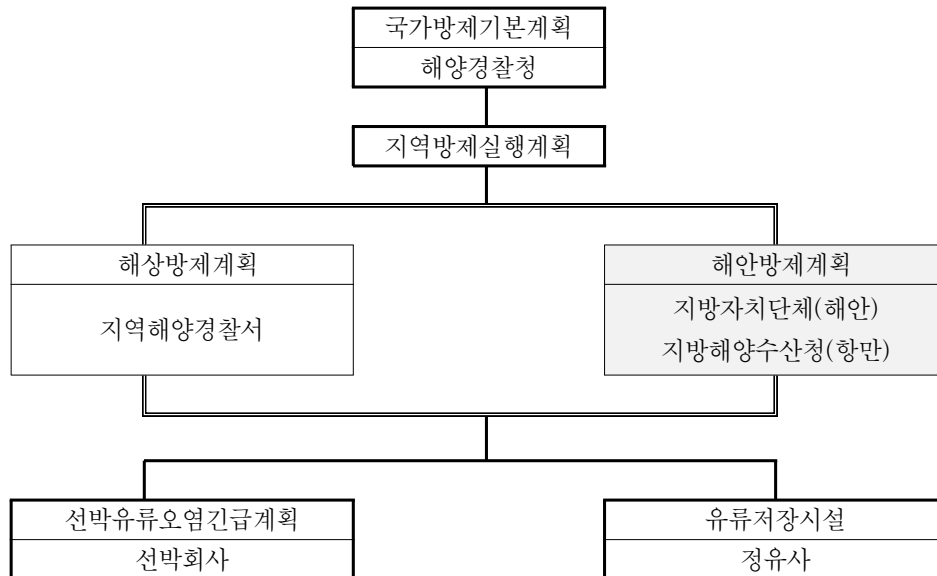 국가방제기본계획
해양경찰청
지역방제실행계획
해상방제계획
지역해양경찰서
해안방제계획
지방자치단체(해안)
지방해양수산청(항만)
선박유류오염긴급계획
선박회사
유류저장시설
정유사